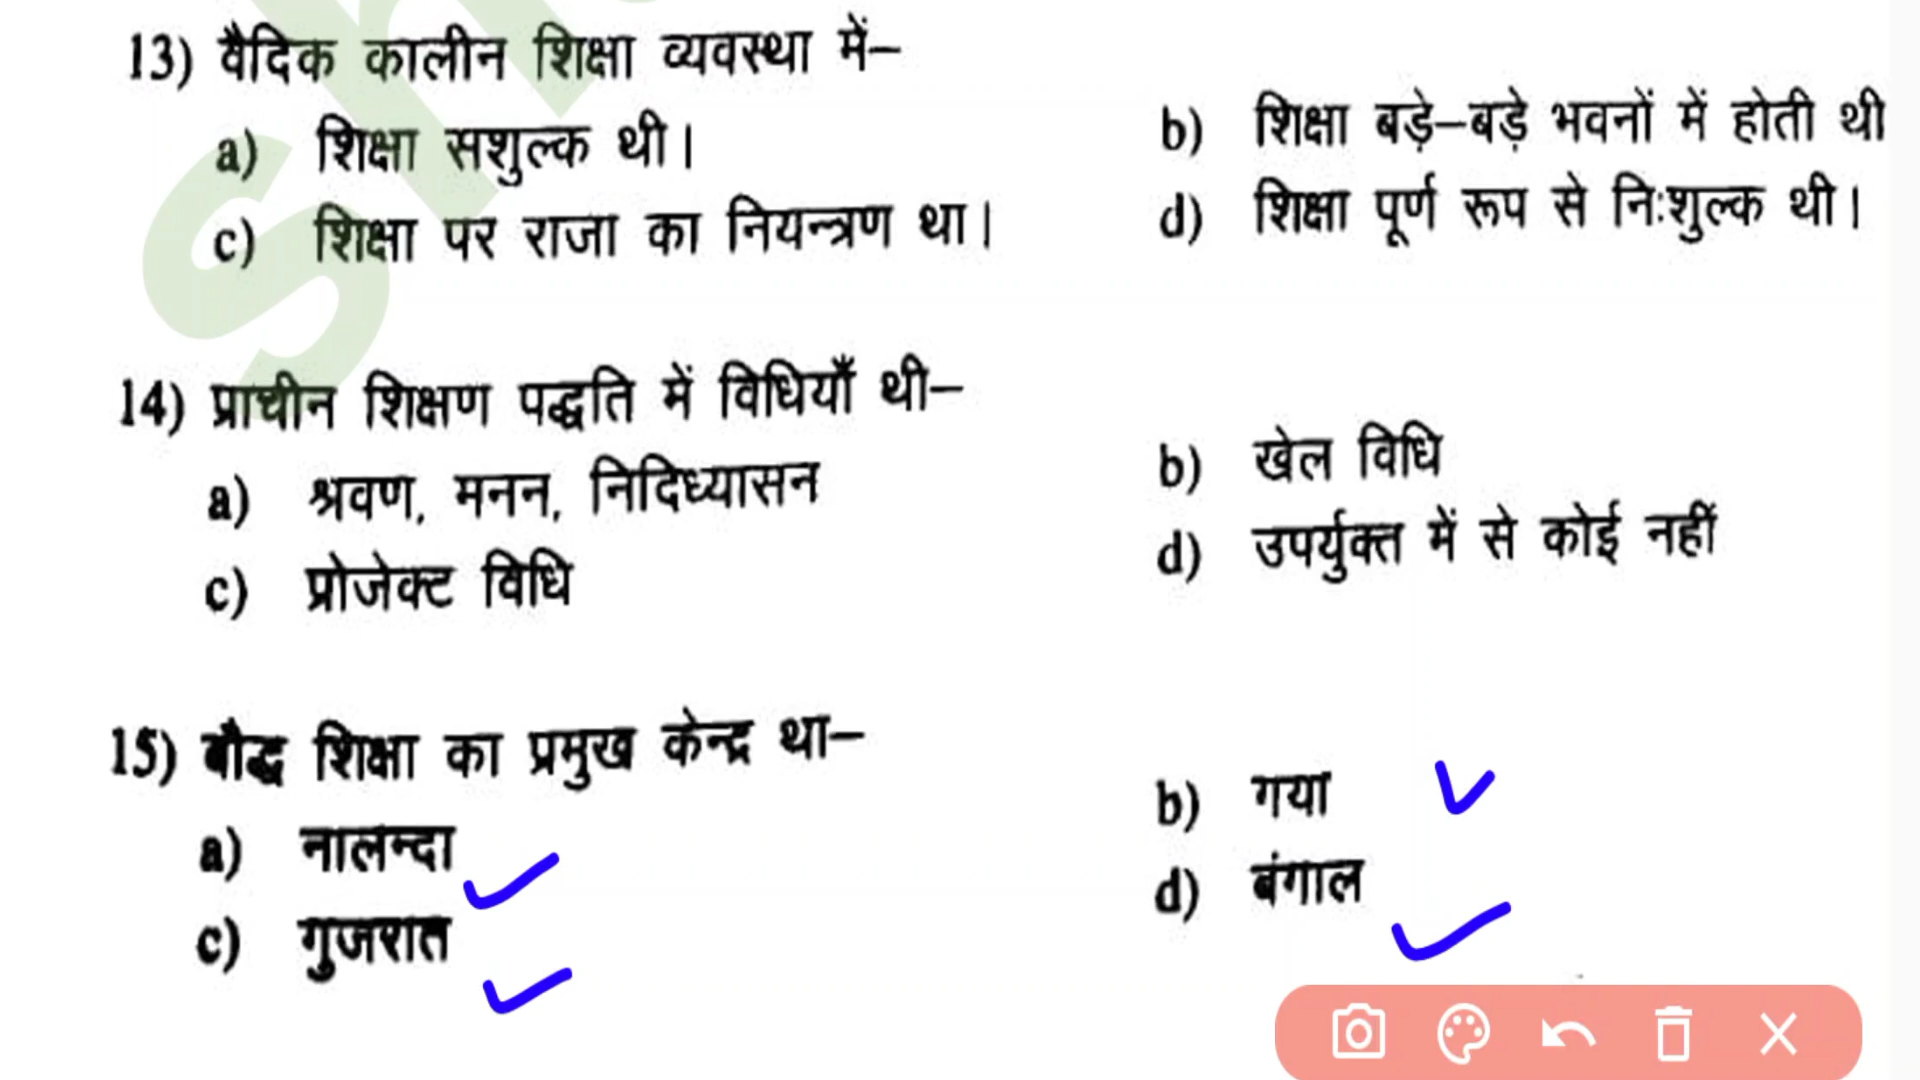 13) वैदिक कालीन शिक्षा व्यवस्था में–
a) शिक्षा सशुल्क थी।
b) शिक्षा बड़े–बड़े भवनों में होती थी
c) शिक्षा पर राजा का नियन्त्रण था।
d) शिक्षा पूर्ण रूप से निःशुल्क थी।
14) प्राचीन शिक्षण पद्धति में विधियाँ थी–
a) श्रवण, मनन, निदिध्यासन
b) खेल विधि
c) प्रोजेक्ट विधि
d) उपर्युक्त में से कोई नहीं
15) बौद्ध शिक्षा का प्रमुख केन्द्र था–
a) नालन्दा
b) गया
c) गुजरात
d) बंगाल